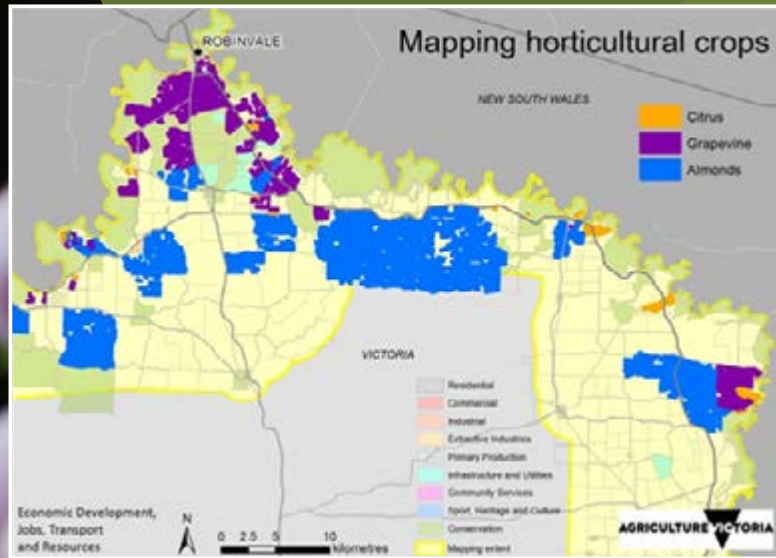 ROBINVALE
Mapping horticultural crops
NEW SOUTH WALES
Citrus
Grapevine
Almonds
VICTORIA
Residential
Commercial
Industrial
Extractive Industries
Primary Production
Infrastructure and Utilities
Community Services
Sport, Heritage and Culture
Conservation
Mapping extent
Economic Development,
Jobs, Transport
and Resources
N
0 2.5 5 10
kilometres
AGRICULTURE VICTORIA